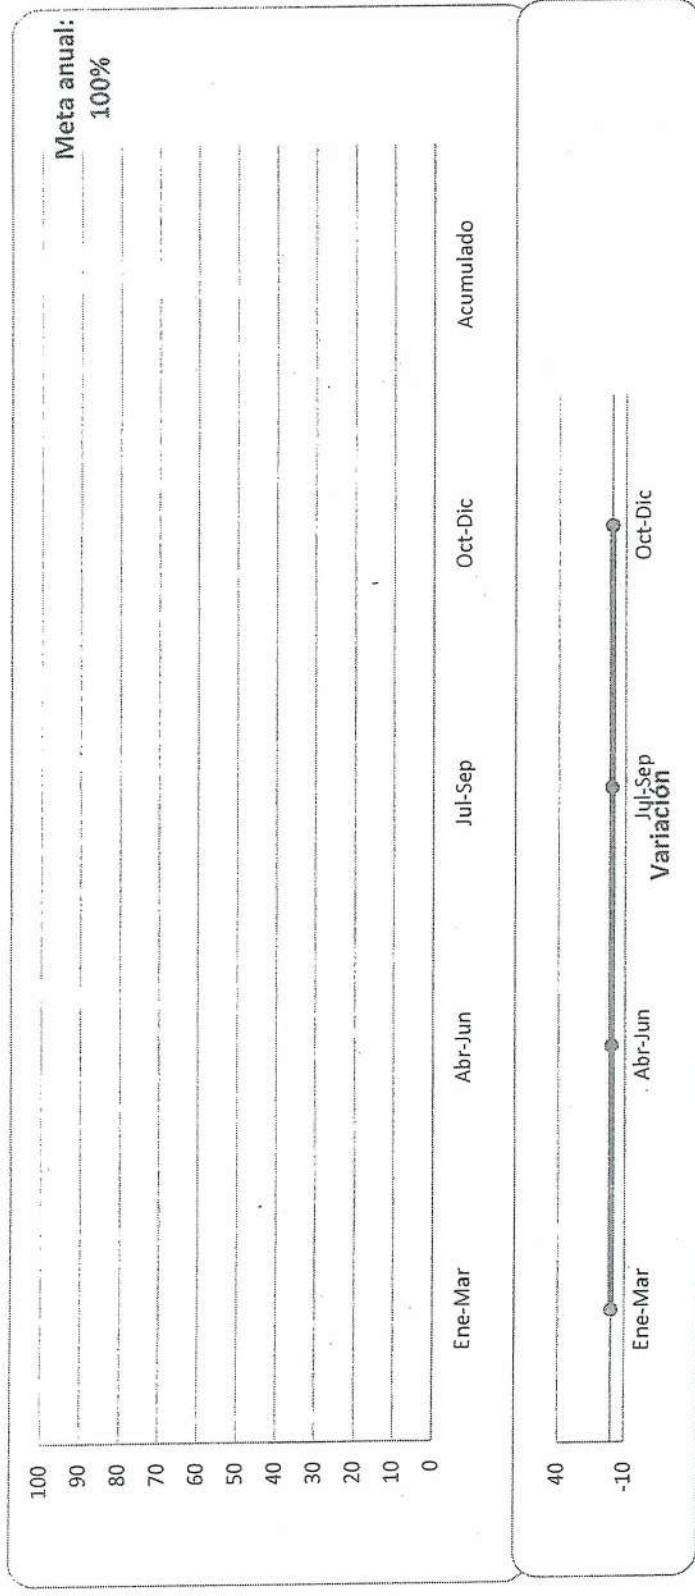 Meta anual:
100%
100
90
80
70
60
50
40
30
20
10
0
Ene-Mar
Abr-Jun
Jul-Sep
Oct-Dic
Acumulado
40
-10
Ene-Mar
Abr-Jun
Jul-Sep
Oct-Dic
Variación